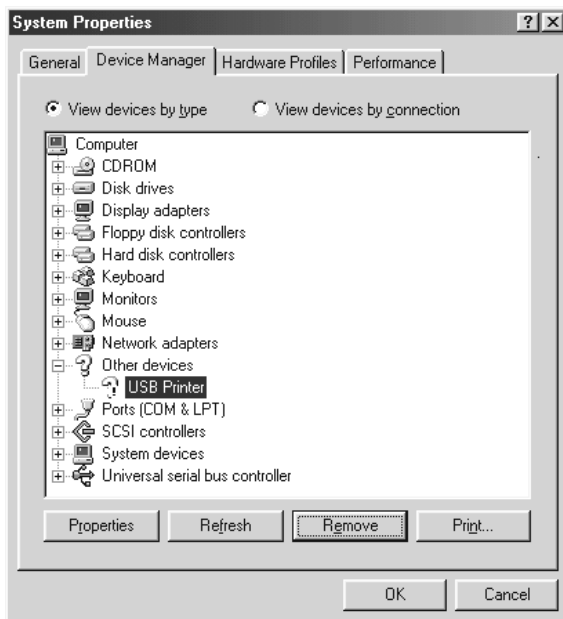 System Properties
General Device Manager Hardware Profiles Performance
View devices by type View devices by connection
Computer
CDROM
Disk drives
Display adapters
Floppy disk controllers
Hard disk controllers
Keyboard
Monitors
Mouse
Network adapters
Other devices
USB Printer
Ports (COM & LPT)
SCSI controllers
System devices
Universal serial bus controller
Properties Refresh Remove Print...
OK Cancel